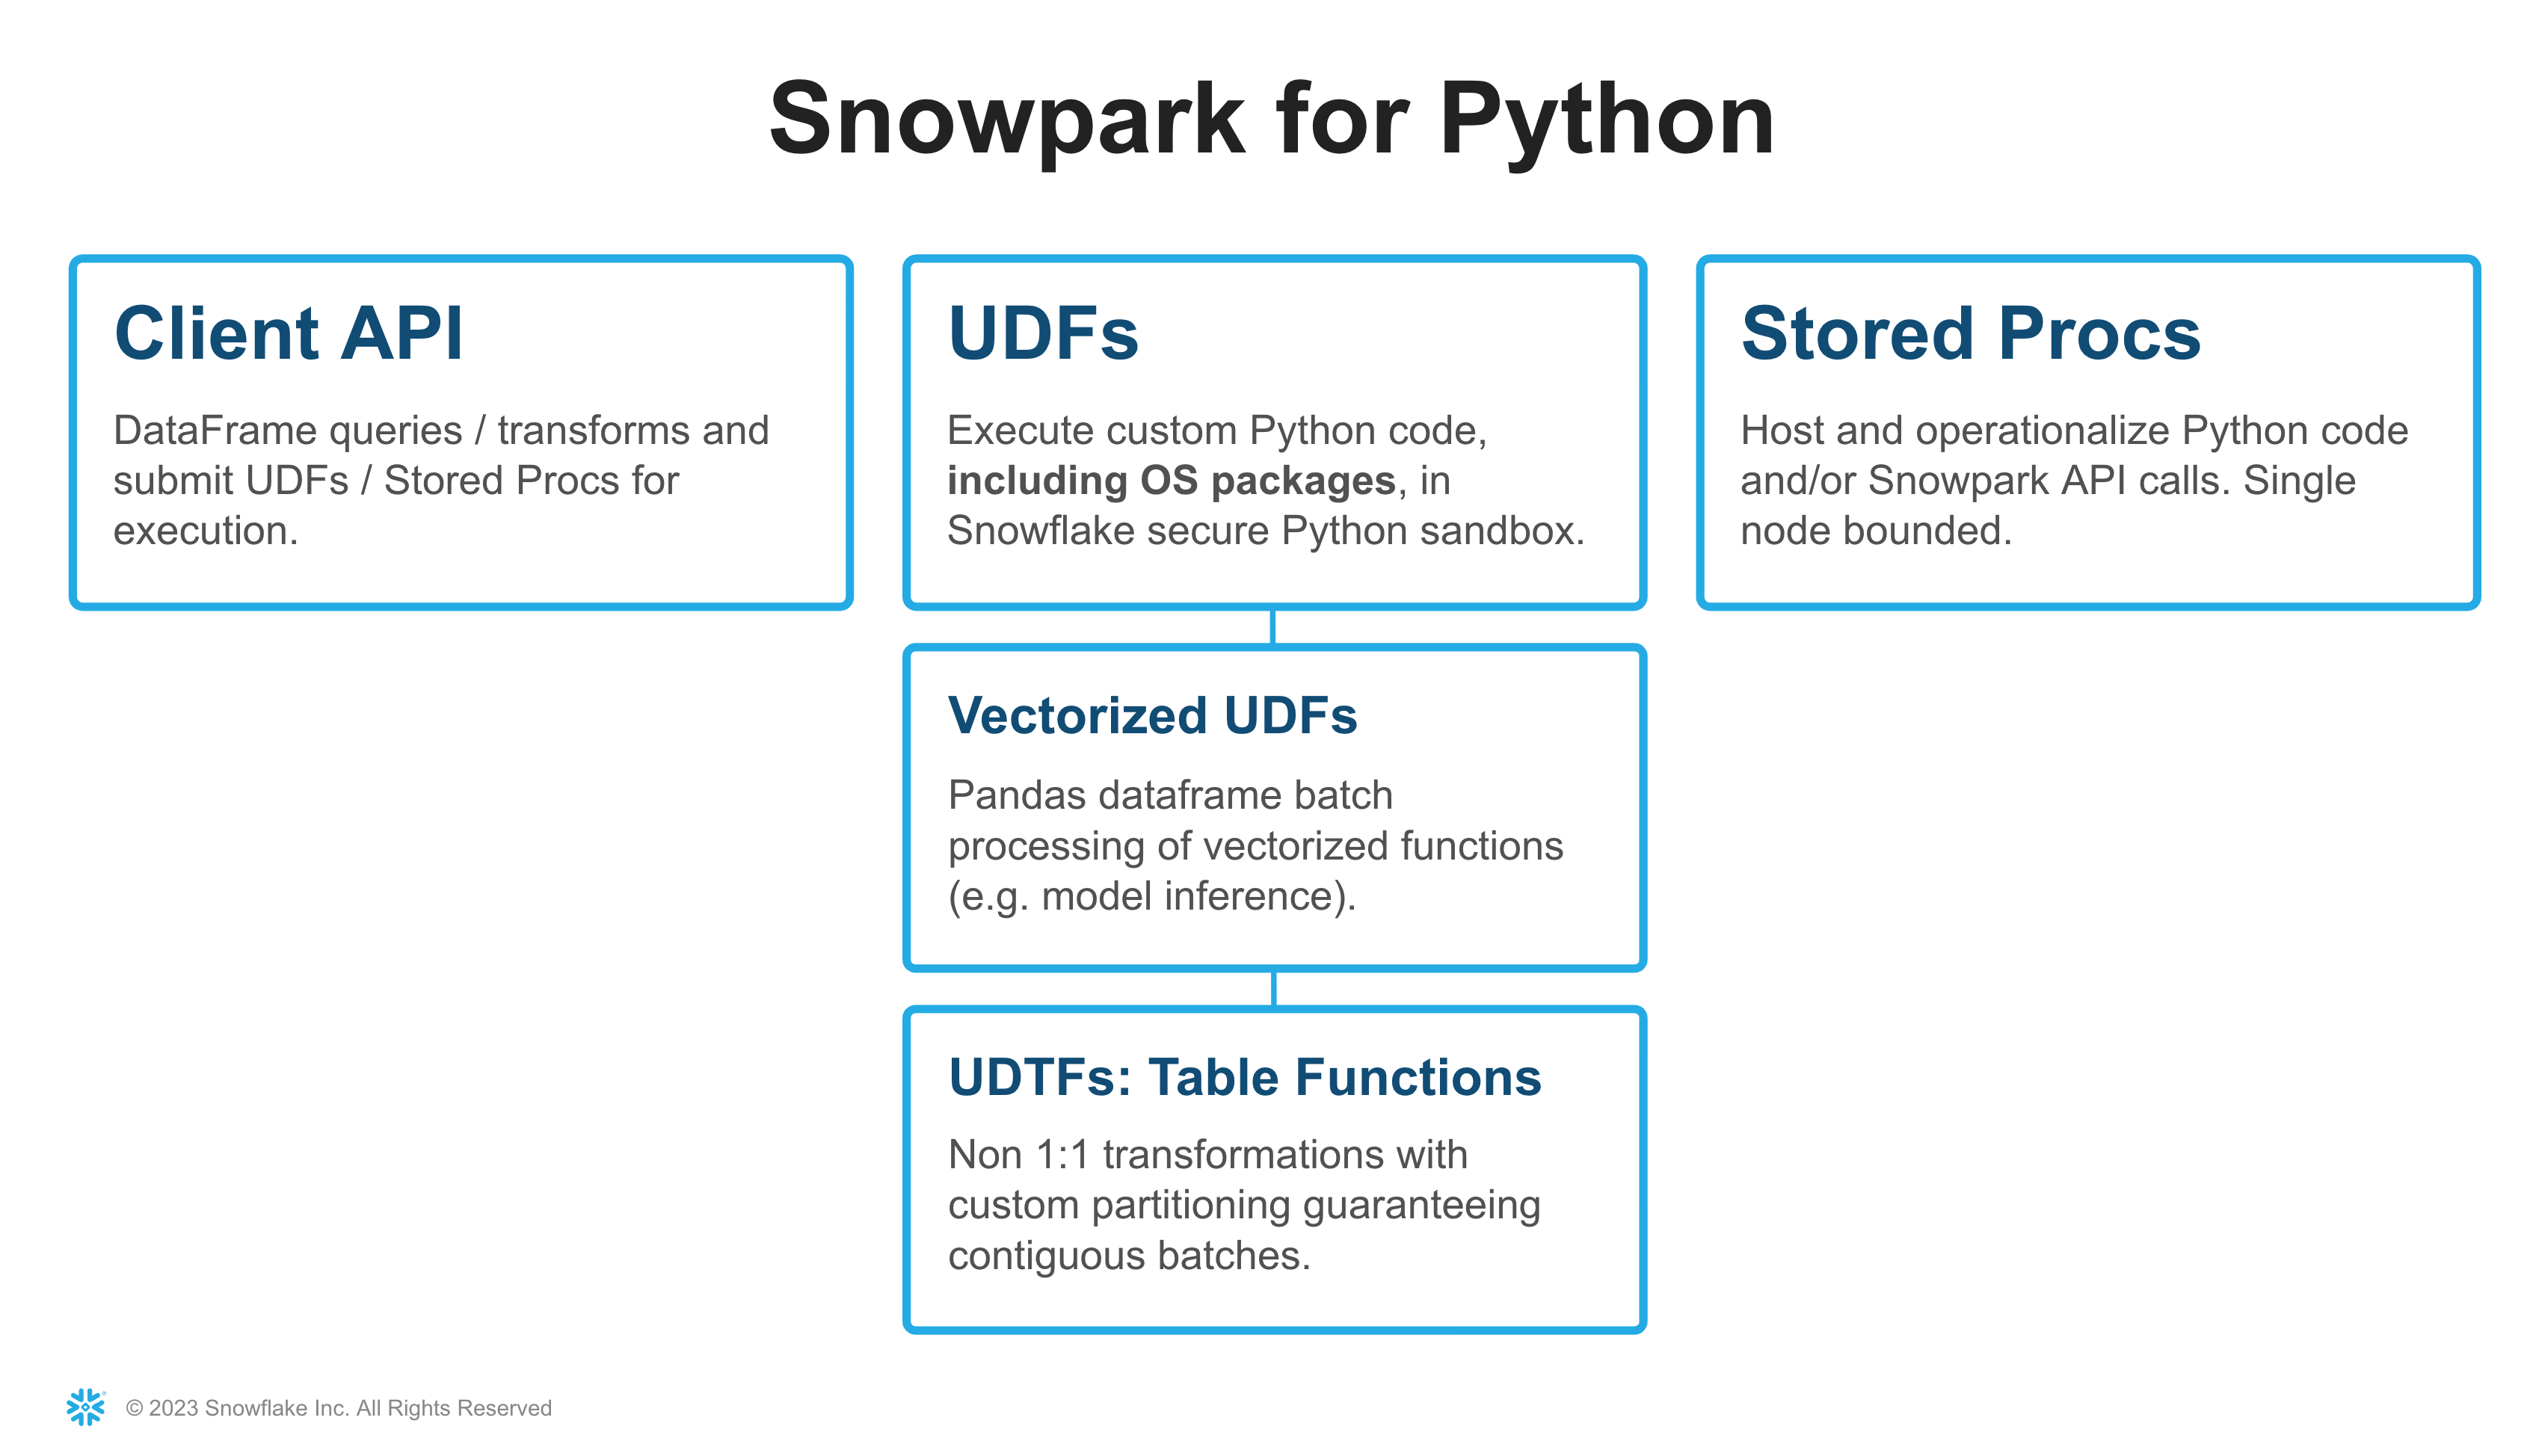 Snowpark for Python
Client API
DataFrame queries / transforms and
submit UDFs / Stored Procs for
execution.
UDFs
Execute custom Python code,
including OS packages, in
Snowflake secure Python sandbox.
Stored Procs
Host and operationalize Python code
and/or Snowpark API calls. Single
node bounded.
Vectorized UDFs
Pandas dataframe batch
processing of vectorized functions
(e.g. model inference).
UDTFs: Table Functions
Non 1:1 transformations with
custom partitioning guaranteeing
contiguous batches.
© 2023 Snowflake Inc. All Rights Reserved